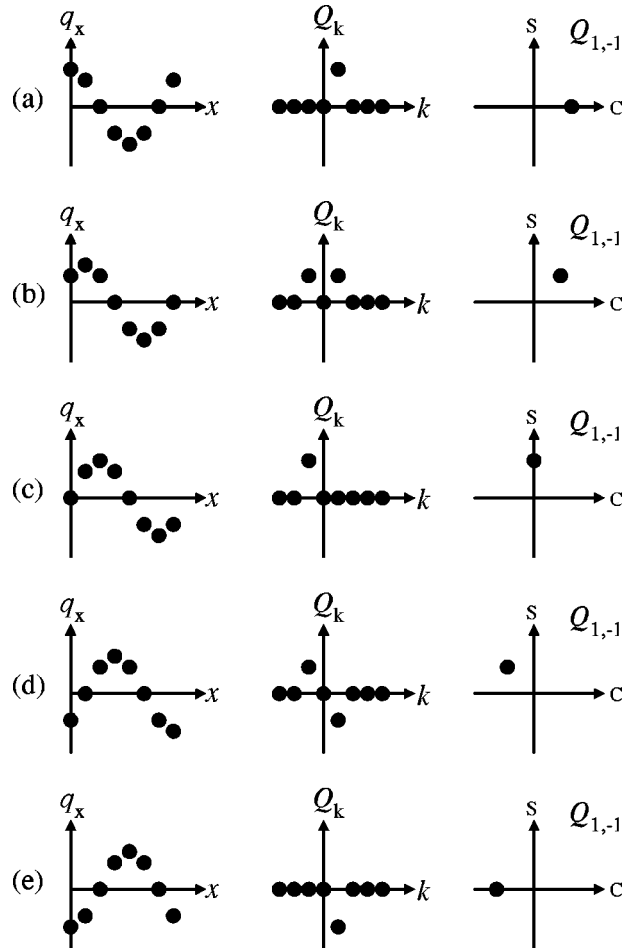 q_x Q_k s Q_{1,-1}
(a) x k c
q_x Q_k s Q_{1,-1}
(b) x k c
q_x Q_k s Q_{1,-1}
(c) x k c
q_x Q_k s Q_{1,-1}
(d) x k c
q_x Q_k s Q_{1,-1}
(e) x k c